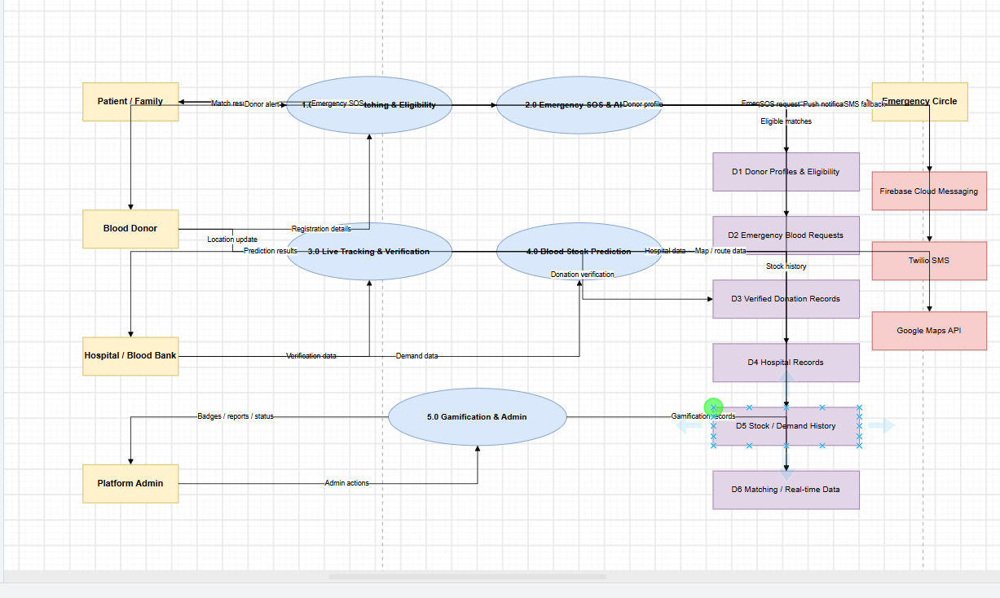 Patient / Family
Donor alert
Emergency SOS
tching & Eligibility
2.0 Emergency SOS & Al
Donor profile
SOS request
Push notifica
SMS fallback
Emergency Circle
Eligible matches
D1 Donor Profiles & Eligibility
Firebase Cloud Messaging
Blood Donor
Registration details
Location update
D2 Emergency Blood Requests
Prediction results
3.0 Live Tracking & Verification
4.0 Blood Stock Prediction
Hospital data
Map / route data
Twilio SMS
Stock history
Donation verification
D3 Verified Donation Records
Google Maps API
Hospital / Blood Bank
Verification data
Demand data
D4 Hospital Records
Badges / reports / status
5.0 Gamification & Admin
Gamification records
D5 Stock / Demand History
Platform Admin
Admin actions
D6 Matching / Real-time Data